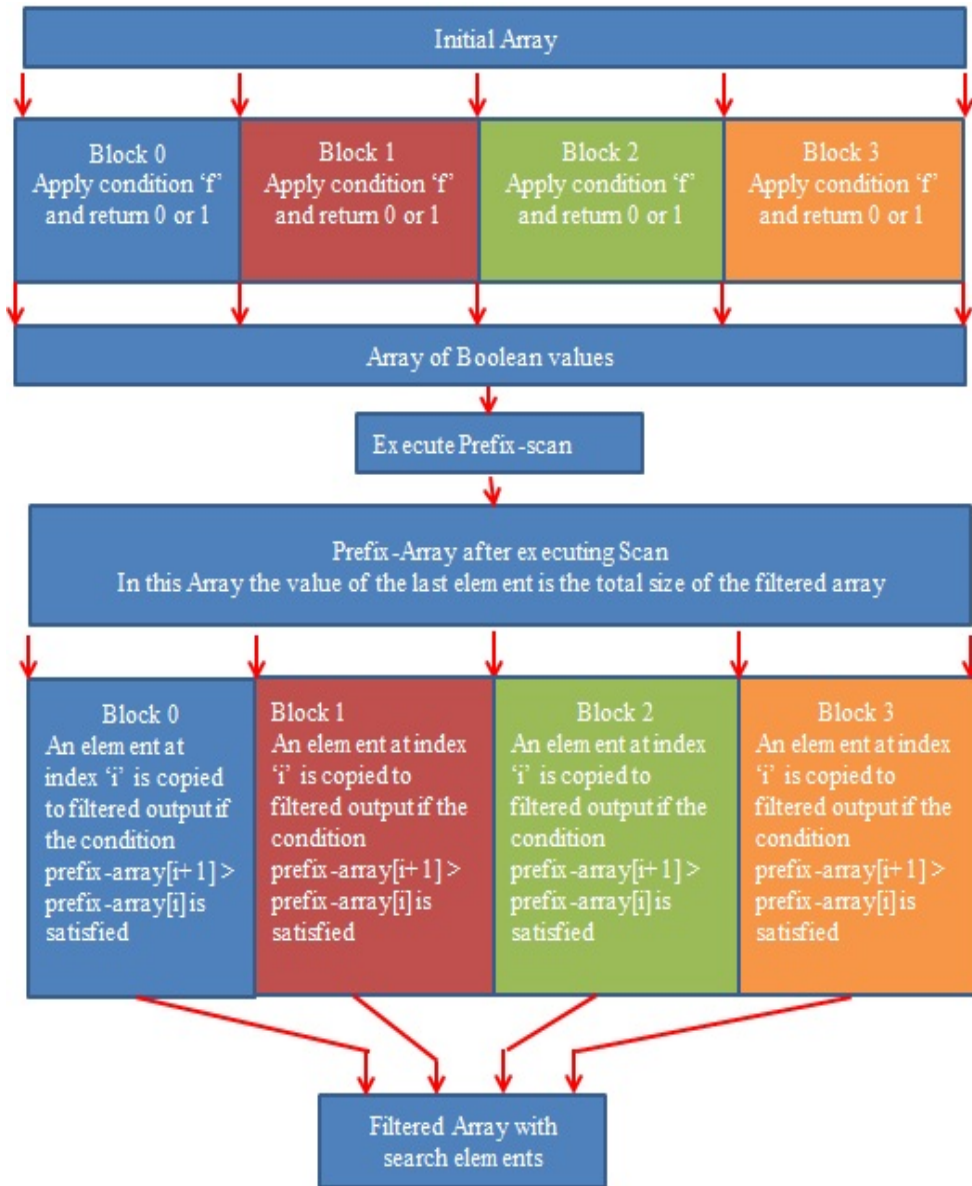 Initial Array
Block 0
Apply condition ‘f’
and return 0 or 1
Block 1
Apply condition ‘f’
and return 0 or 1
Block 2
Apply condition ‘f’
and return 0 or 1
Block 3
Apply condition ‘f’
and return 0 or 1
Array of Boolean values
Execute Prefix-scan
Prefix-Array after executing Scan
In this Array the value of the last element is the total size of the filtered array
Block 0
An element at
index ‘i’ is copied
to filtered output if
the condition
prefix-array[i+1] >
prefix-array[i] is
satisfied
Block 1
An element at index
‘i’ is copied to
filtered output if the
condition
prefix-array[i+1] >
prefix-array[i] is
satisfied
Block 2
An element at index
‘i’ is copied to
filtered output if the
condition
prefix-array[i+1] >
prefix-array[i] is
satisfied
Block 3
An element at index
‘i’ is copied to
filtered output if the
condition
prefix-array[i+1] >
prefix-array[i] is
satisfied
Filtered Array with
search elements